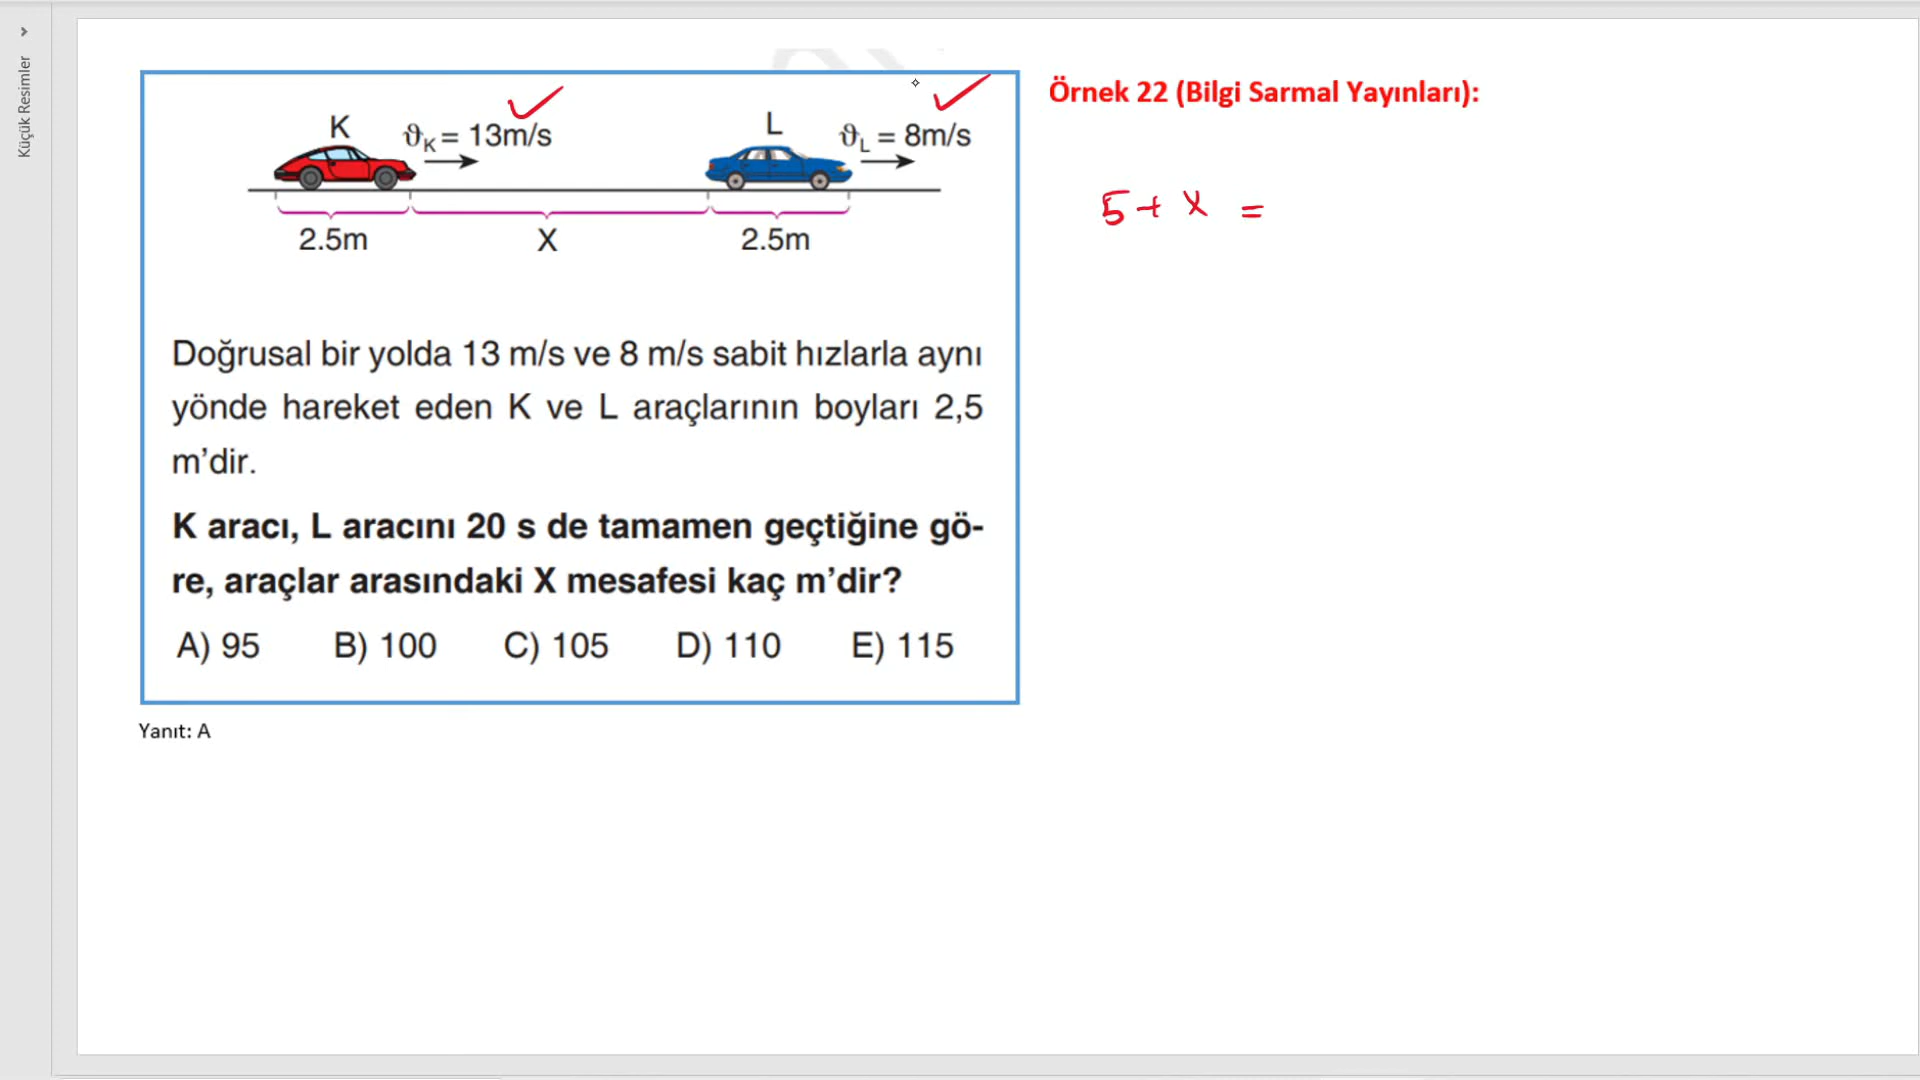 Küçük Resimler
Örnek 22 (Bilgi Sarmal Yayınları):
K ϑK = 13m/s L ϑL = 8m/s
2.5m X 2.5m
5 + x =
Doğrusal bir yolda 13 m/s ve 8 m/s sabit hızlarla aynı
yönde hareket eden K ve L araçlarının boyları 2,5
m’dir.
K aracı, L aracını 20 s de tamamen geçtiğine gö-
re, araçlar arasındaki X mesafesi kaç m’dir?
A) 95 B) 100 C) 105 D) 110 E) 115
Yanıt: A